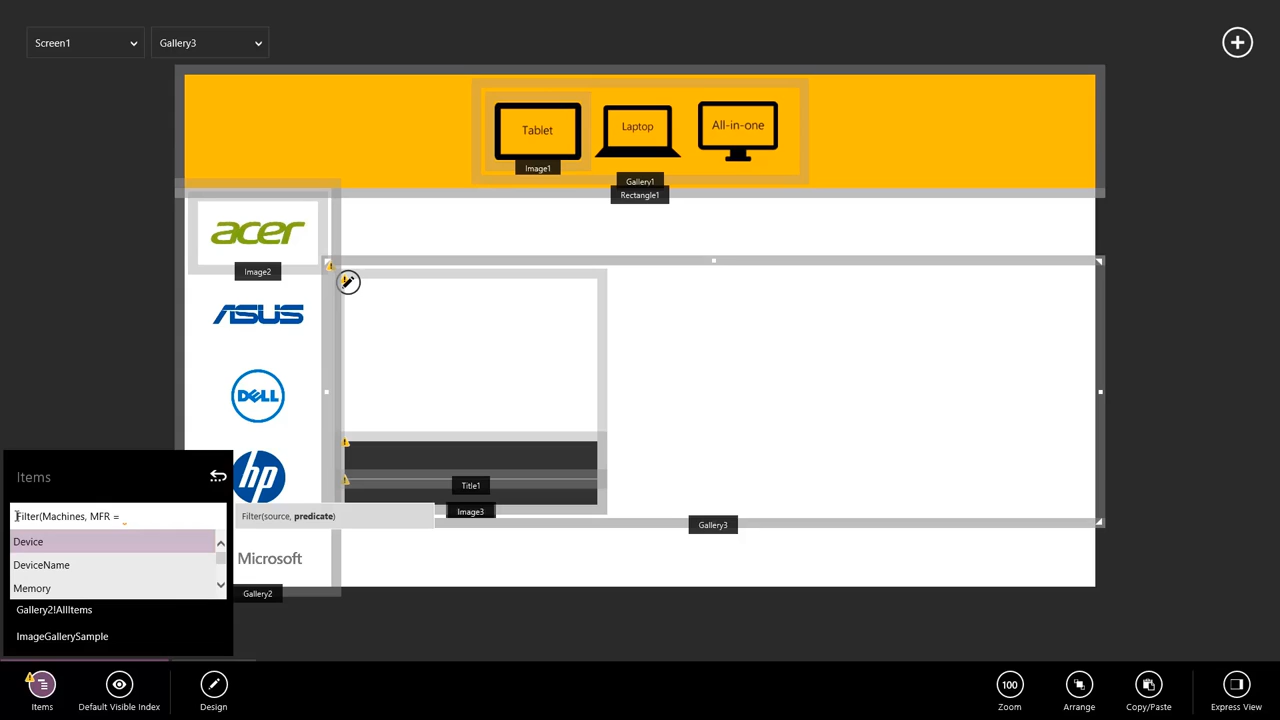 Screen1
Gallery3
Tablet
Laptop
All-in-one
Image1
Gallery1
Rectangle1
acer
Image2
ASUS
DELL
hp
Items
Title1
Filter(Machines, MFR = _
Filter(source, predicate)
Image3
Gallery3
Device
DeviceName
Memory
Microsoft
Gallery2
Gallery2!AllItems
ImageGallerySample
100
Items
Default Visible Index
Design
Zoom
Arrange
Copy/Paste
Express View